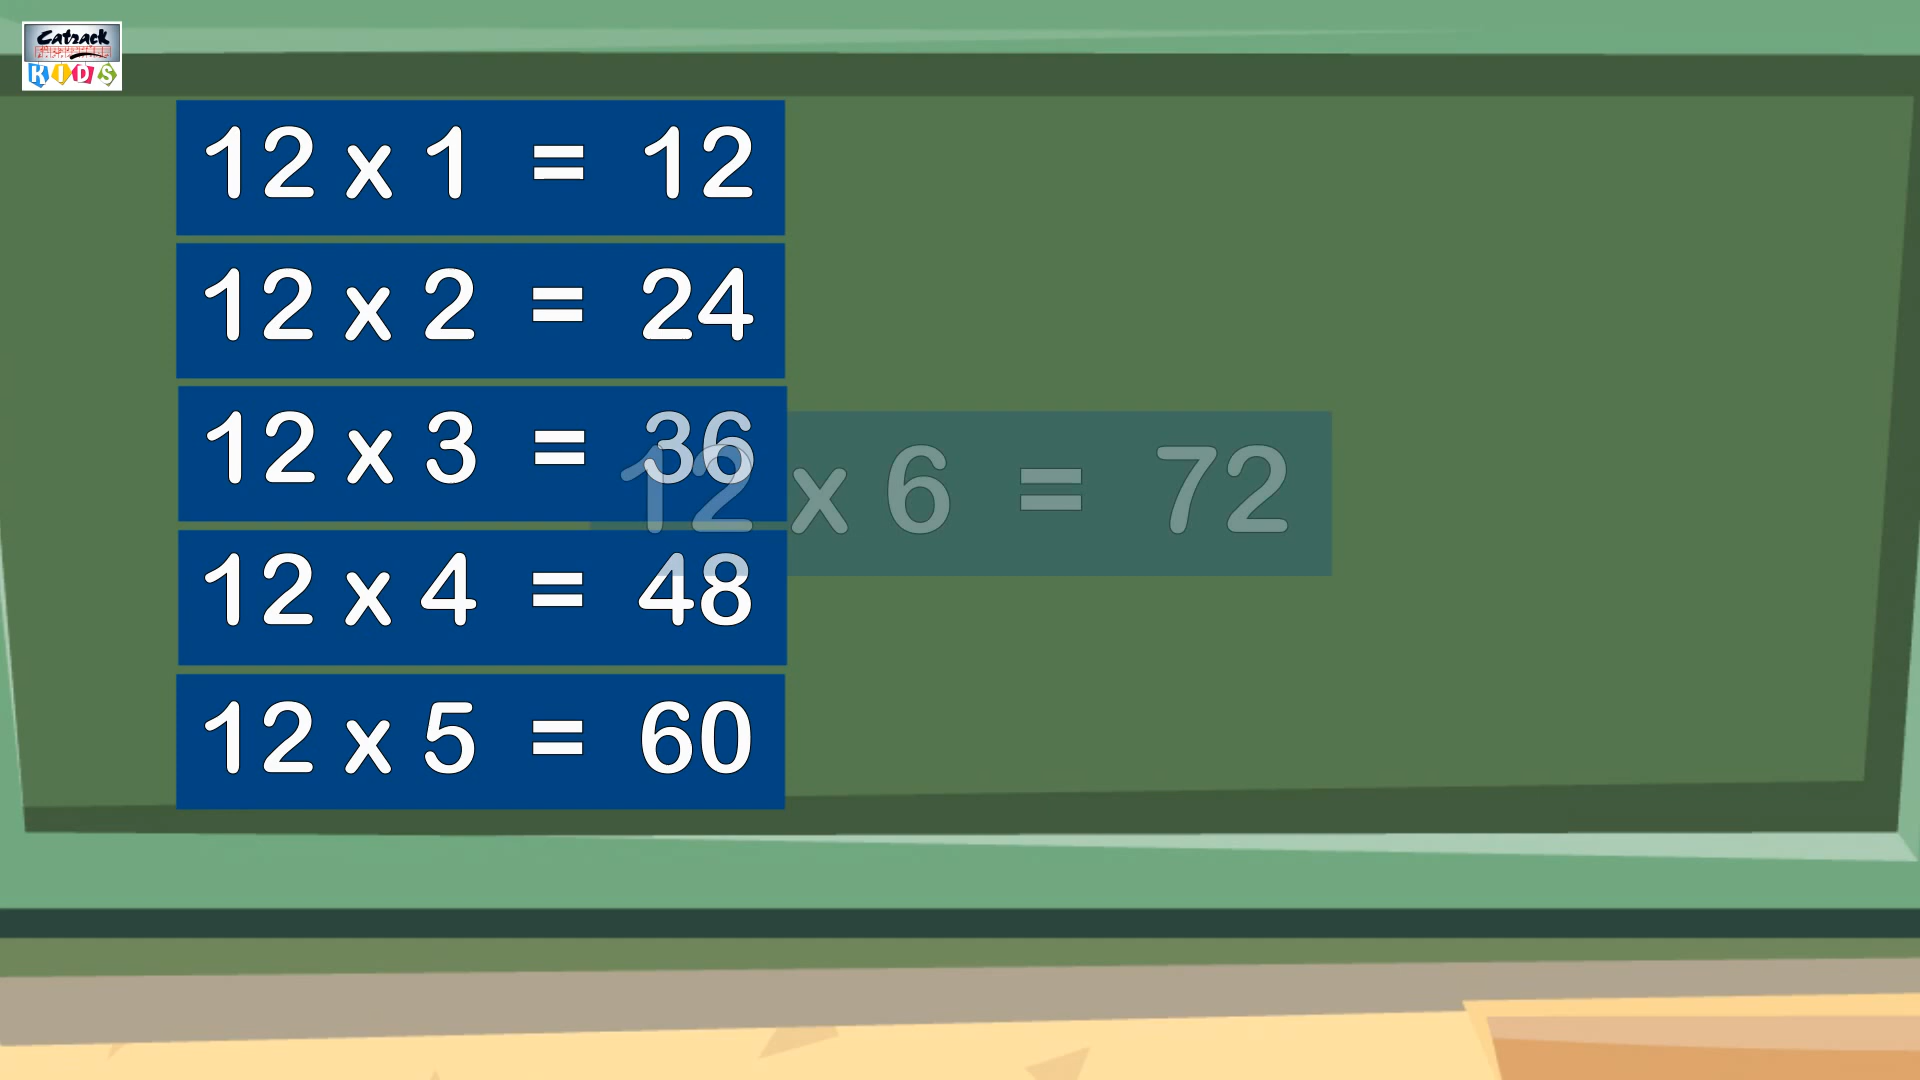 Catrack
KIDS
12 x 1 = 12
12 x 2 = 24
12 x 3 = 36
12 x 6 = 72
12 x 4 = 48
12 x 5 = 60